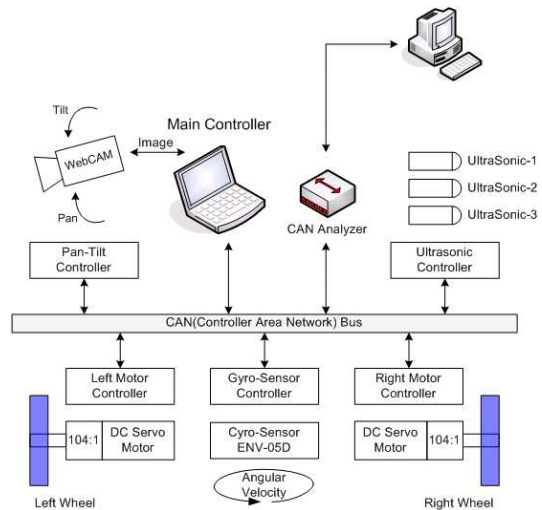 Tilt
WebCAM
Pan
Image
Main Controller
CAN Analyzer
UltraSonic-1
UltraSonic-2
UltraSonic-3
Pan-Tilt
Controller
Ultrasonic
Controller
CAN(Controller Area Network) Bus
Left Motor
Controller
Gyro-Sensor
Controller
Right Motor
Controller
104:1
DC Servo
Motor
Cyro-Sensor
ENV-05D
DC Servo
Motor
104:1
Left Wheel
Angular
Velocity
Right Wheel